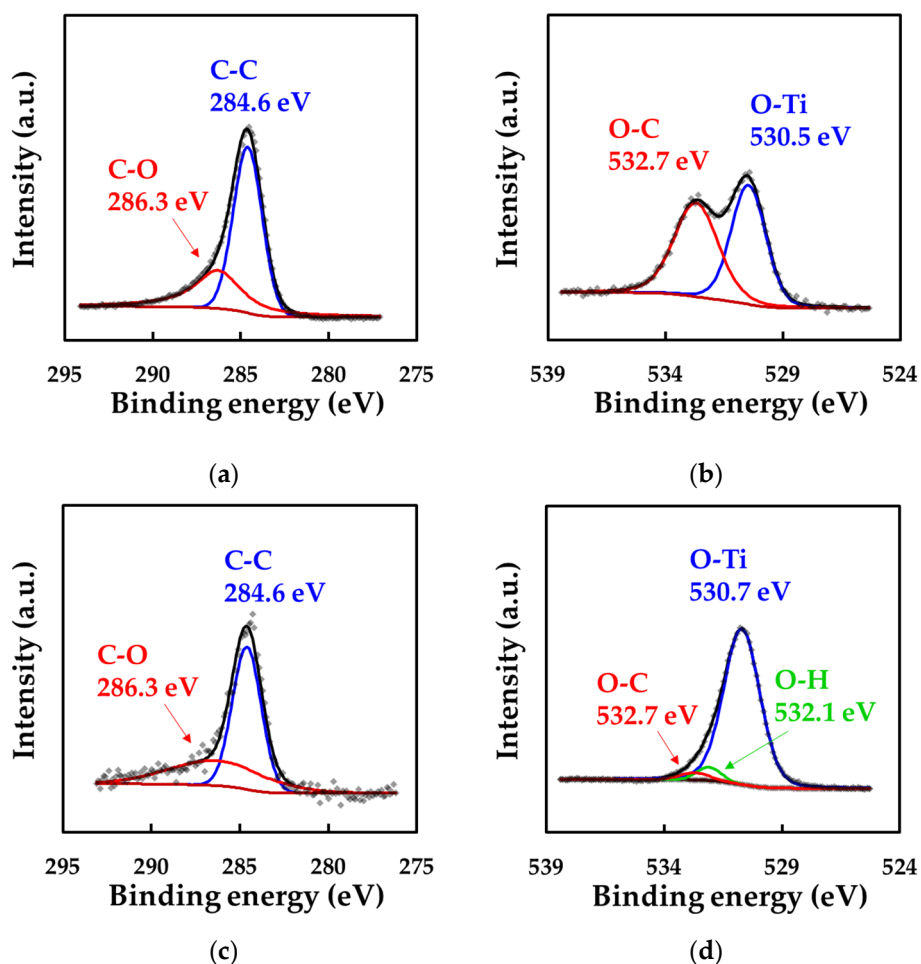 C-C
284.6 eV
C-O
286.3 eV
Intensity (a.u.)
295 290 285 280 275
Binding energy (eV)
(a)
O-Ti
530.5 eV
O-C
532.7 eV
Intensity (a.u.)
539 534 529 524
Binding energy (eV)
(b)
C-C
284.6 eV
C-O
286.3 eV
Intensity (a.u.)
295 290 285 280 275
Binding energy (eV)
(c)
O-Ti
530.7 eV
O-C
532.7 eV
O-H
532.1 eV
Intensity (a.u.)
539 534 529 524
Binding energy (eV)
(d)